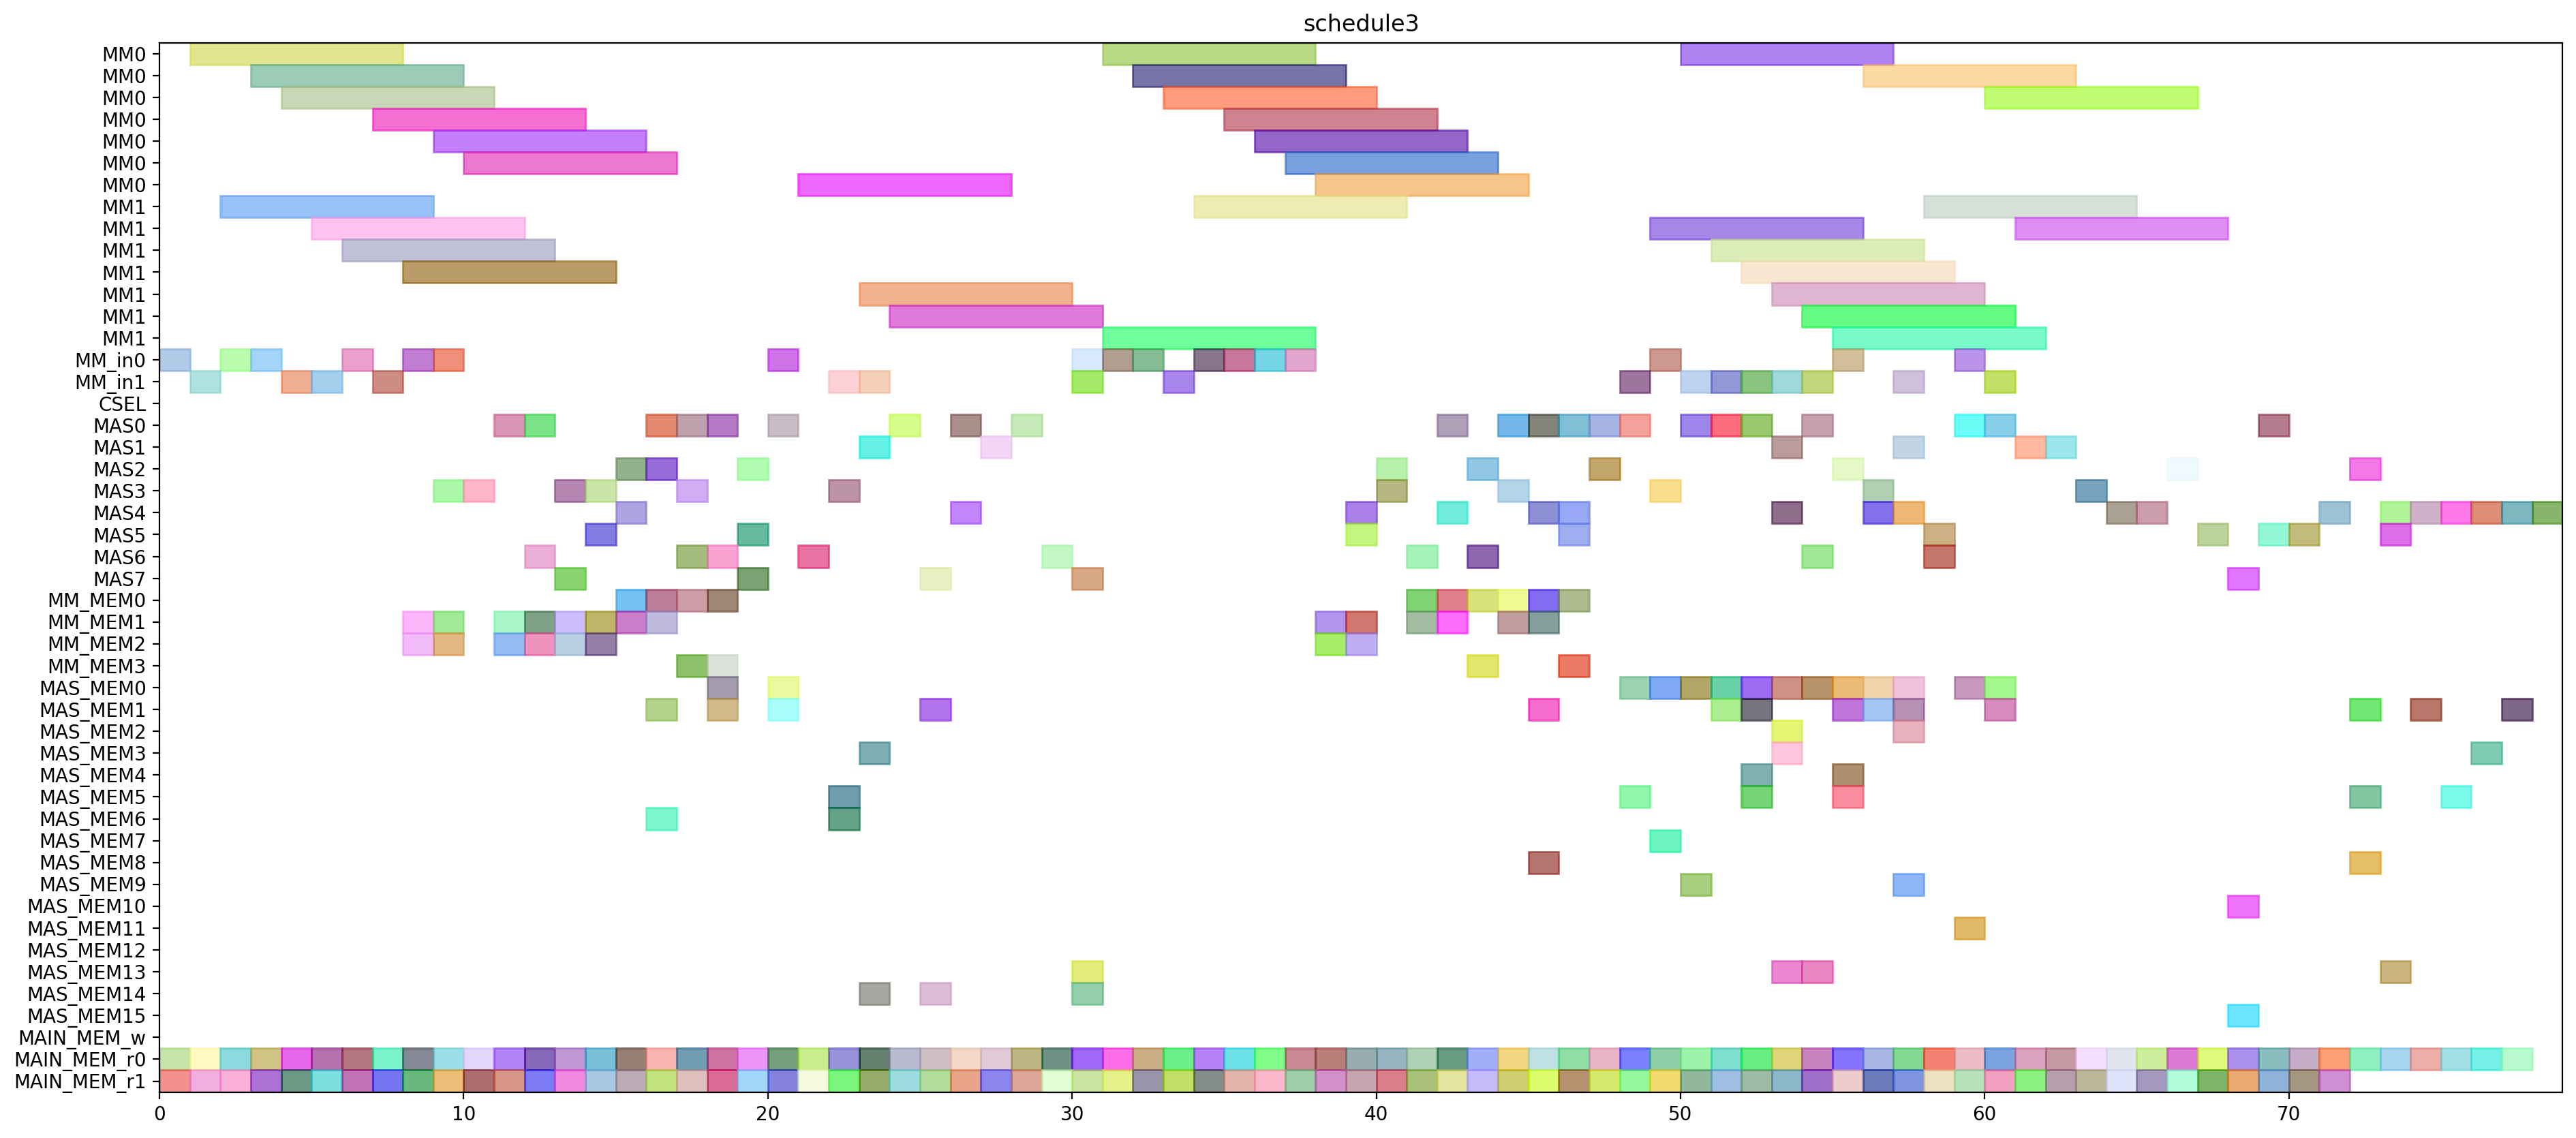 schedule3
MM0
MM0
MM0
MM0
MM0
MM0
MM0
MM1
MM1
MM1
MM1
MM1
MM1
MM1
MM_in0
MM_in1
CSEL
MAS0
MAS1
MAS2
MAS3
MAS4
MAS5
MAS6
MAS7
MM_MEM0
MM_MEM1
MM_MEM2
MM_MEM3
MAS_MEM0
MAS_MEM1
MAS_MEM2
MAS_MEM3
MAS_MEM4
MAS_MEM5
MAS_MEM6
MAS_MEM7
MAS_MEM8
MAS_MEM9
MAS_MEM10
MAS_MEM11
MAS_MEM12
MAS_MEM13
MAS_MEM14
MAS_MEM15
MAIN_MEM_w
MAIN_MEM_r0
MAIN_MEM_r1
0 10 20 30 40 50 60 70